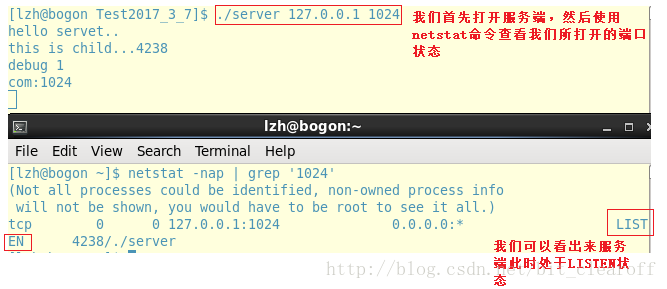 [lzh@bogon Test2017_3_7]$ ./server 127.0.0.1 1024
hello servet..
this is child...4238
debug 1
com:1024
我们首先打开服务端，然后使用
netstat命令查看我们所打开的端口
状态
lzh@bogon:~
File Edit View Search Terminal Help
[lzh@bogon ~]$ netstat -nap | grep '1024'
(Not all processes could be identified, non-owned process info
will not be shown, you would have to be root to see it all.)
tcp 0 0 127.0.0.1:1024 0.0.0.0:* LIST
EN 4238/./server
我们可以看出来服务
端此时处于LISTEN状
态
http://blog.csdn.net/bit_clearoff